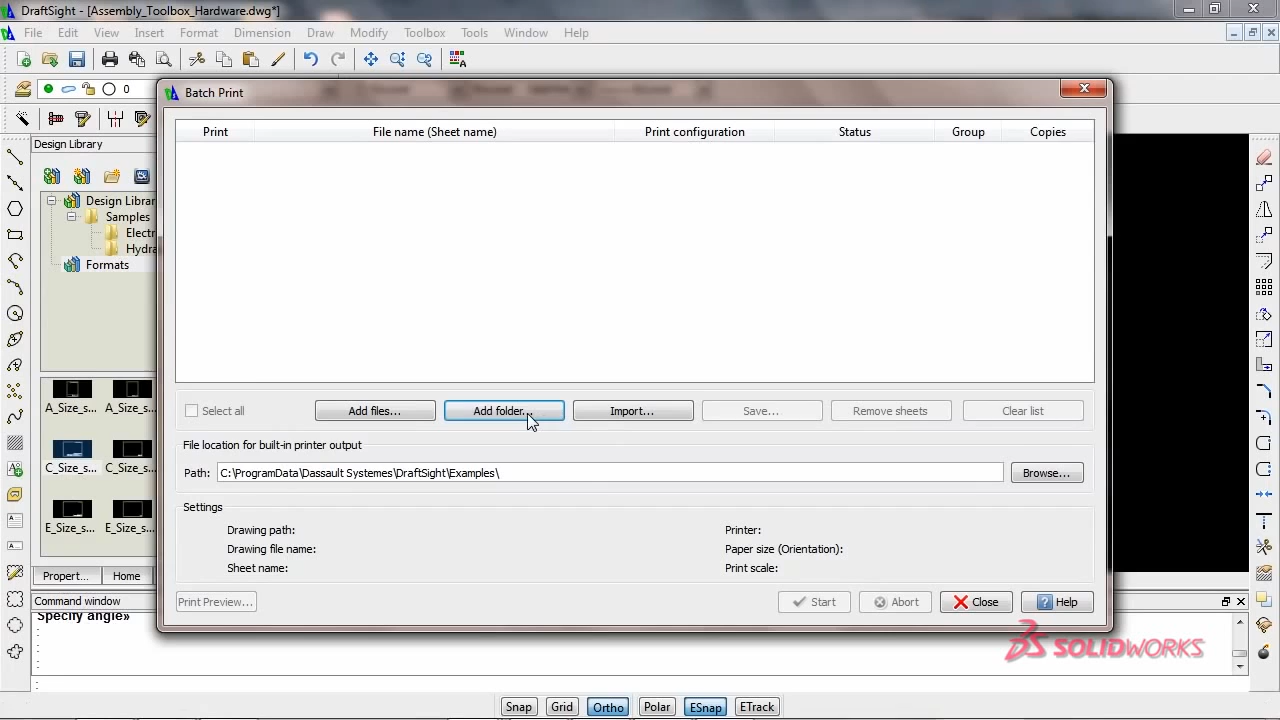 DraftSight - [Assembly_Toolbox_Hardware.dwg*]
File Edit View Insert Format Dimension Draw Modify Toolbox Tools Window Help
0
Batch Print
Print File name (Sheet name) Print configuration Status Group Copies
Design Library
Design Librar
Samples
Electr
Hydra
Formats
A_Size_s... A_Size_s...
C_Size_s... C_Size_s...
E_Size_s... E_Size_s...
Select all Add files... Add folder... Import... Save... Remove sheets Clear list
File location for built-in printer output
Path: C:\ProgramData\Dassault Systemes\DraftSight\Examples\ Browse...
Settings
Drawing path: Printer:
Drawing file name: Paper size (Orientation):
Sheet name: Print scale:
Print Preview... Start Abort Close Help
Propert... Home
Command window
Specify angle»
:
:
:
:
SOLIDWORKS
Snap Grid Ortho Polar ESnap ETrack